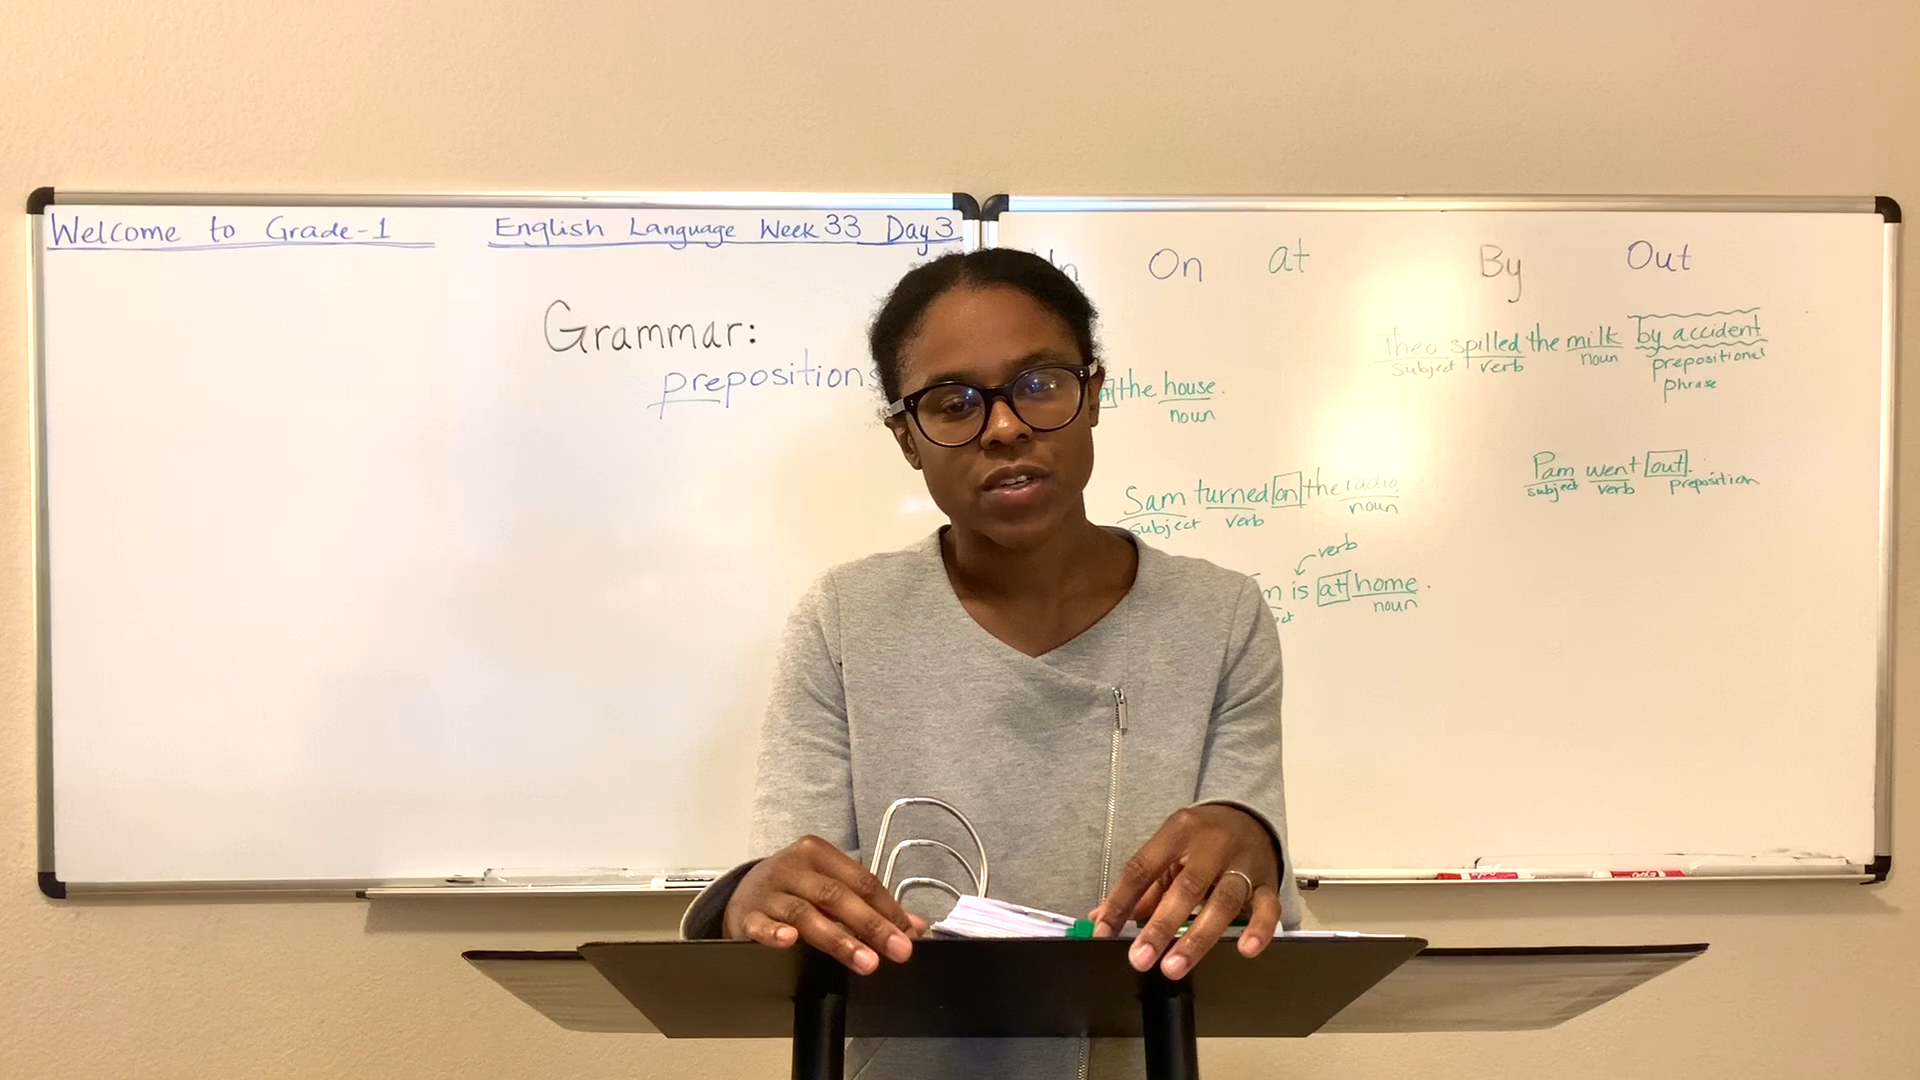 Welcome to Grade-1
English Language Week 33 Day 3
Grammar:
prepositions
On at By Out
the house.
noun
Sam turned on the radio
subject verb noun
verb
is at home.
noun
Theo spilled the milk by accident
subject verb noun prepositional
phrase
Pam went out.
subject verb preposition